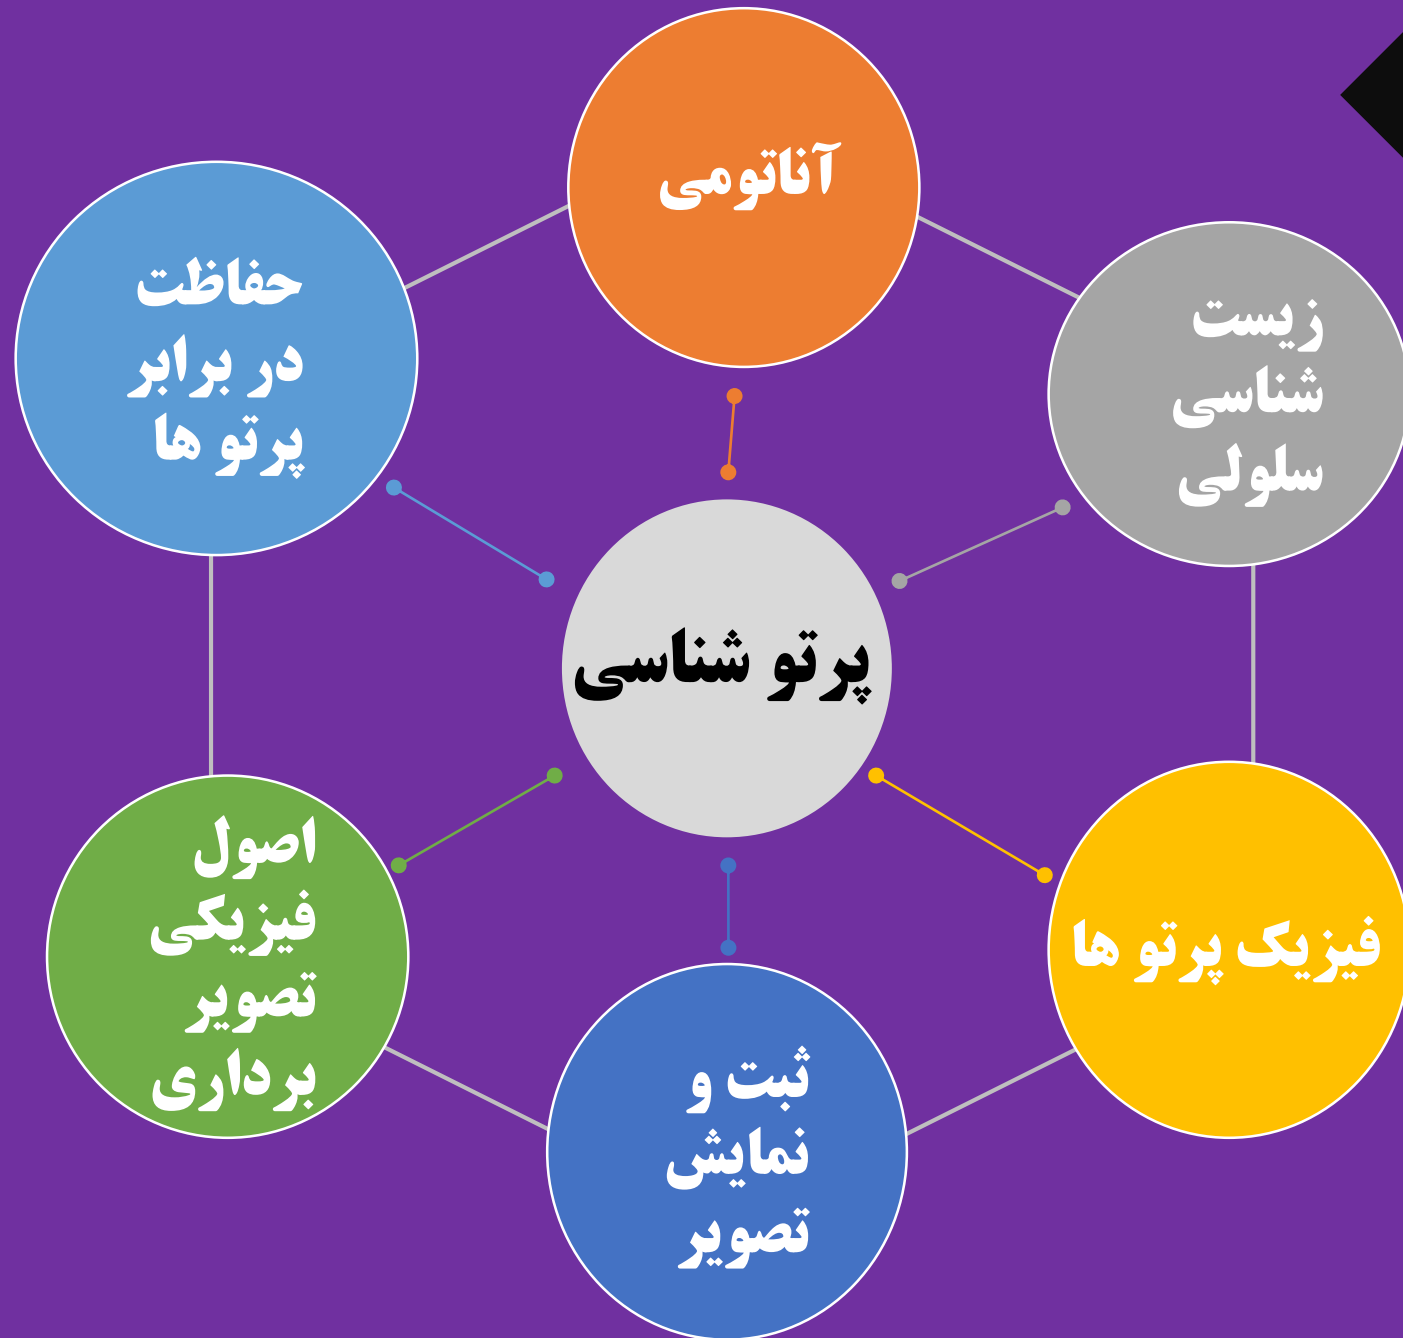 آناتومی
زیست
شناسی
سلولی
فیزیک پرتو ها
ثبت و
نمایش
تصویر
اصول
فیزیکی
تصویر
برداری
حفاظت
در برابر
پرتو ها
پرتو شناسی